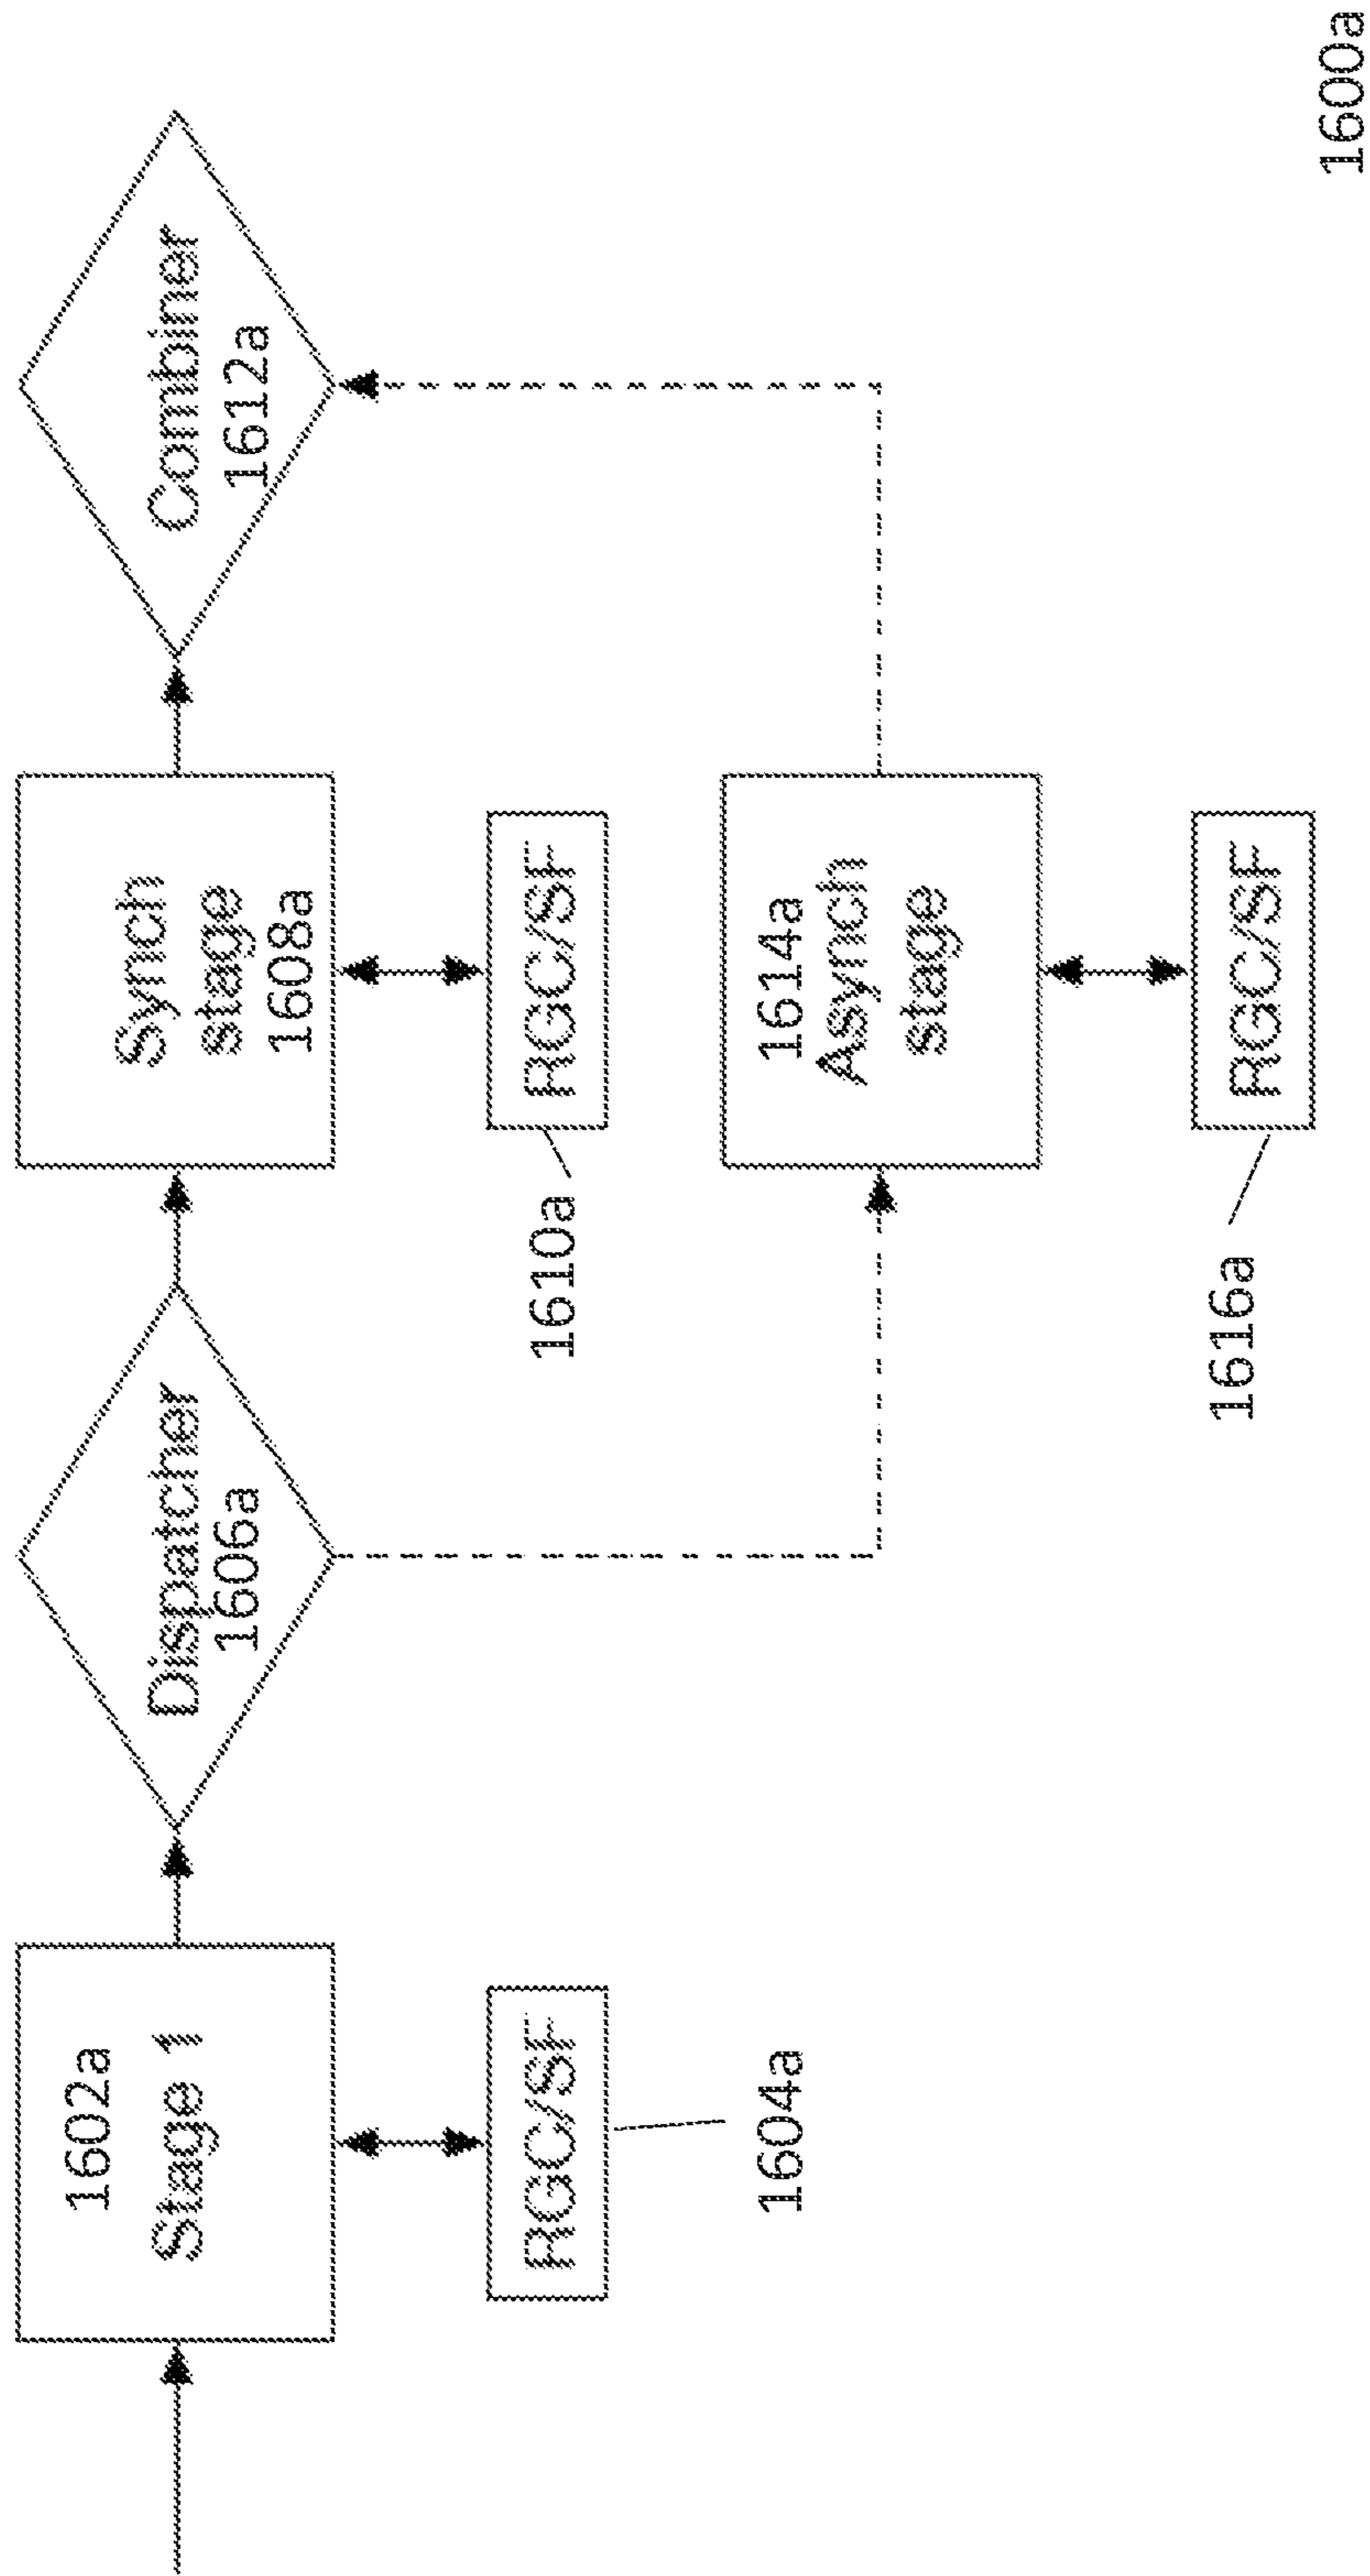 1602a
Stage 1
RGC/SF
1604a
Dispatcher
1606a
Synch
stage
1608a
RGC/SF
1610a
Combiner
1612a
1614a
Asynch
stage
RGC/SF
1616a
1600a